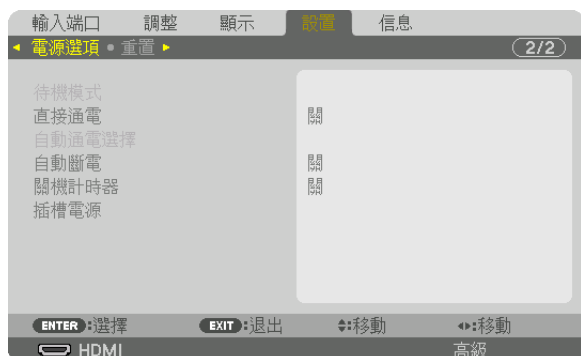 輸入端口 調整 顯示 設置 信息
電源選項 • 重置 2/2
待機模式
直接通電 關
自動通電選擇
自動斷電 關
關機計時器 關
插槽電源
ENTER :選擇 EXIT :退出 :移動 :移動
HDMI 高級